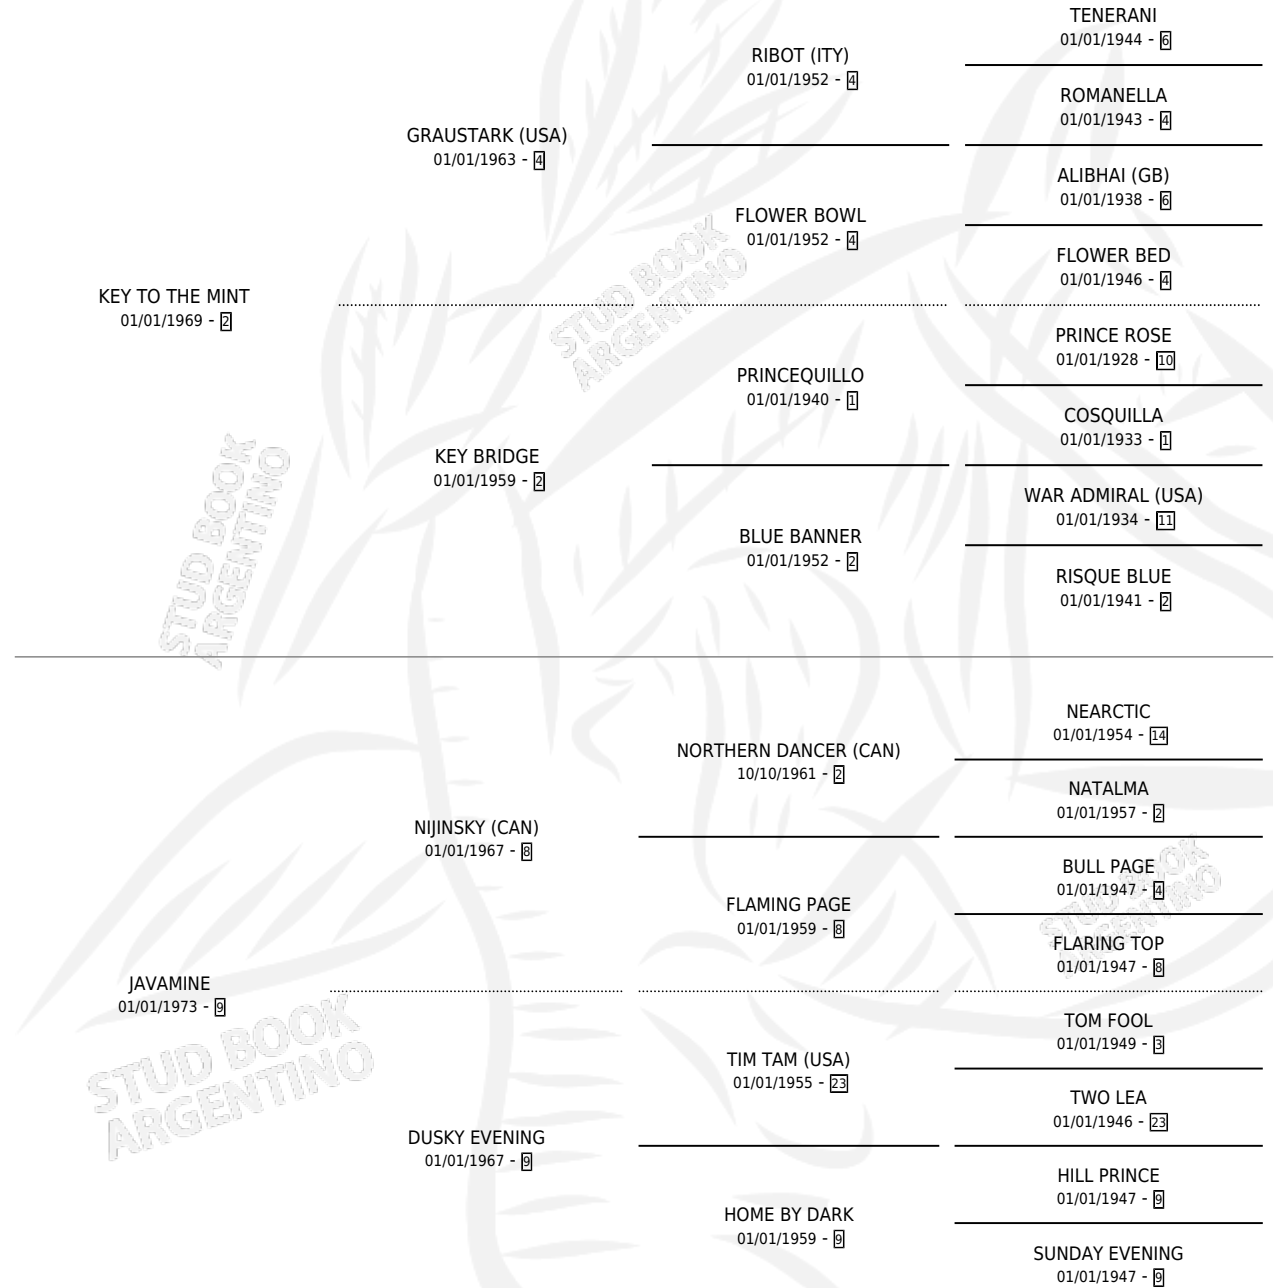 TENERANI
01/01/1944 - 6
RIBOT (ITY)
01/01/1952 - 4
ROMANELLA
01/01/1943 - 4
GRAUSTARK (USA)
01/01/1963 - 4
ALIBHAI (GB)
01/01/1938 - 6
FLOWER BOWL
01/01/1952 - 4
FLOWER BED
01/01/1946 - 4
KEY TO THE MINT
01/01/1969 - 2
STUD BOOK
ARGENTINO
PRINCE ROSE
01/01/1928 - 10
PRINCEQUILLO
01/01/1940 - 1
COSQUILLA
01/01/1933 - 1
KEY BRIDGE
01/01/1959 - 2
WAR ADMIRAL (USA)
01/01/1934 - 11
BLUE BANNER
01/01/1952 - 2
RISQUE BLUE
01/01/1941 - 2
STUD BOOK
ARGENTINO
NEARCTIC
01/01/1954 - 14
NORTHERN DANCER (CAN)
10/10/1961 - 2
NATALMA
01/01/1957 - 2
NIJINSKY (CAN)
01/01/1967 - 8
BULL PAGE
01/01/1947 - 4
STUD BOOK
ARGENTINO
FLAMING PAGE
01/01/1959 - 8
FLARING TOP
01/01/1947 - 8
JAVAMINE
01/01/1973 - 9
TOM FOOL
01/01/1949 - 3
TIM TAM (USA)
01/01/1955 - 23
TWO LEA
01/01/1946 - 23
STUD BOOK
ARGENTINO
DUSKY EVENING
01/01/1967 - 9
HILL PRINCE
01/01/1947 - 9
HOME BY DARK
01/01/1959 - 9
SUNDAY EVENING
01/01/1947 - 9